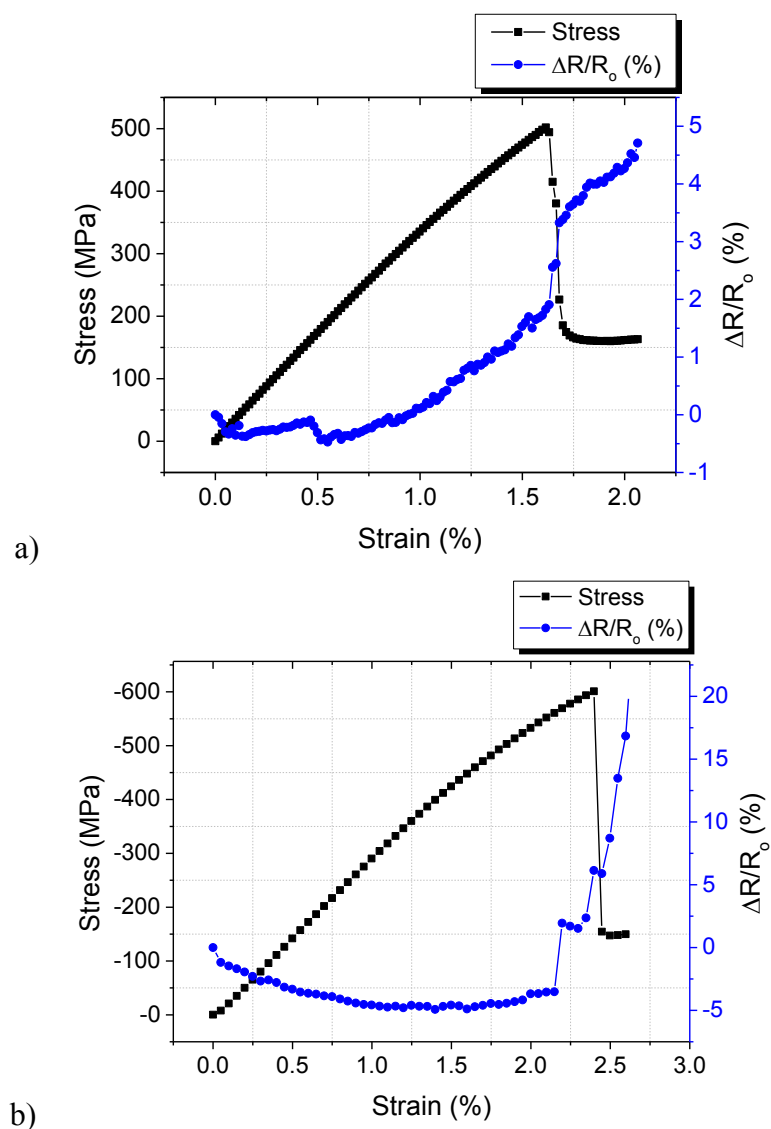 Stress
ΔR/Ro (%)
500
400
300
200
100
0
Stress (MPa)
5
4
3
2
1
0
-1
ΔR/Ro (%)
0.0 0.5 1.0 1.5 2.0
Strain (%)
a)
Stress
ΔR/Ro (%)
-600
-500
-400
-300
-200
-100
-0
Stress (MPa)
20
15
10
5
0
-5
ΔR/Ro (%)
0.0 0.5 1.0 1.5 2.0 2.5 3.0
Strain (%)
b)